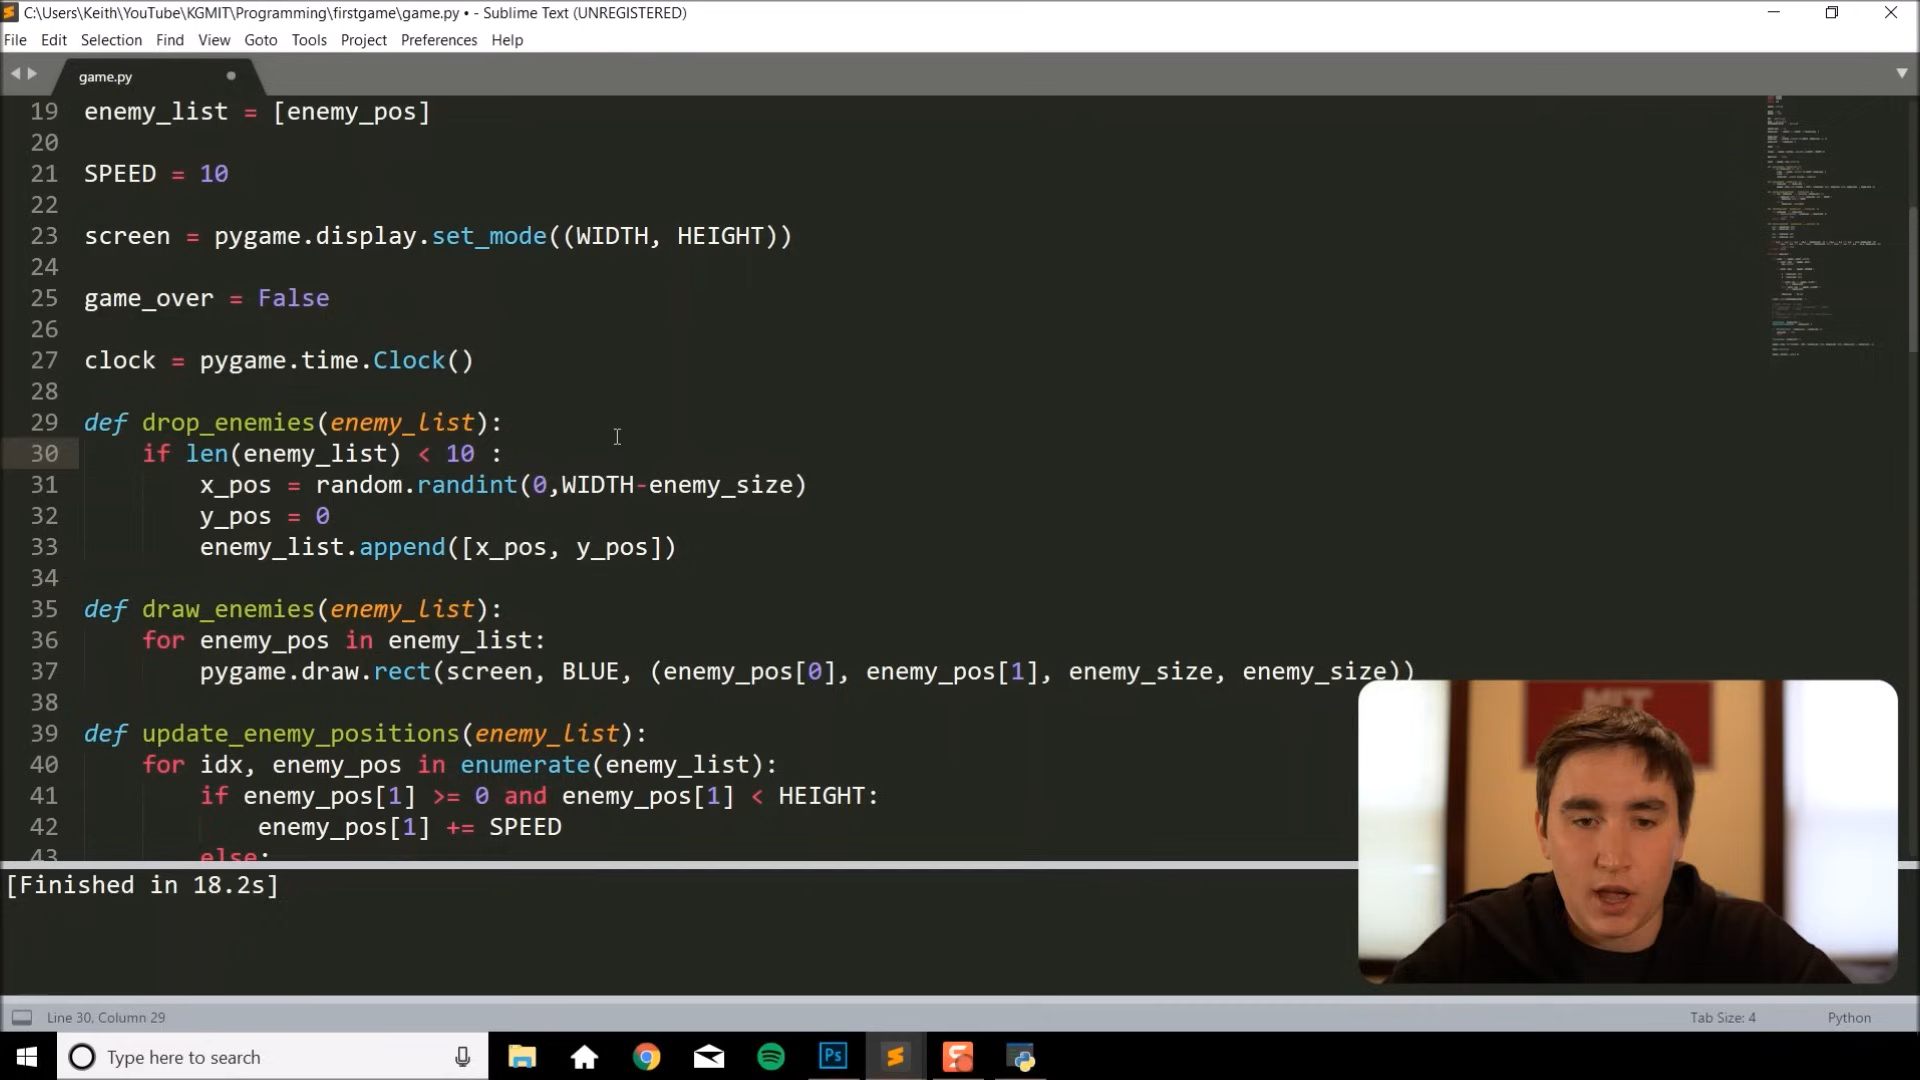 C:\Users\Keith\YouTube\KGMIT\Programming\firstgame\game.py • - Sublime Text (UNREGISTERED)
File Edit Selection Find View Goto Tools Project Preferences Help
game.py
19 enemy_list = [enemy_pos]
20
21 SPEED = 10
22
23 screen = pygame.display.set_mode((WIDTH, HEIGHT))
24
25 game_over = False
26
27 clock = pygame.time.Clock()
28
29 def drop_enemies(enemy_list):
30     if len(enemy_list) < 10 :
31         x_pos = random.randint(0,WIDTH-enemy_size)
32         y_pos = 0
33         enemy_list.append([x_pos, y_pos])
34
35 def draw_enemies(enemy_list):
36     for enemy_pos in enemy_list:
37         pygame.draw.rect(screen, BLUE, (enemy_pos[0], enemy_pos[1], enemy_size, enemy_size))
38
39 def update_enemy_positions(enemy_list):
40     for idx, enemy_pos in enumerate(enemy_list):
41         if enemy_pos[1] >= 0 and enemy_pos[1] < HEIGHT:
42             enemy_pos[1] += SPEED
43         else:
[Finished in 18.2s]
MIT
Line 30, Column 29 Tab Size: 4 Python
Type here to search
Ps